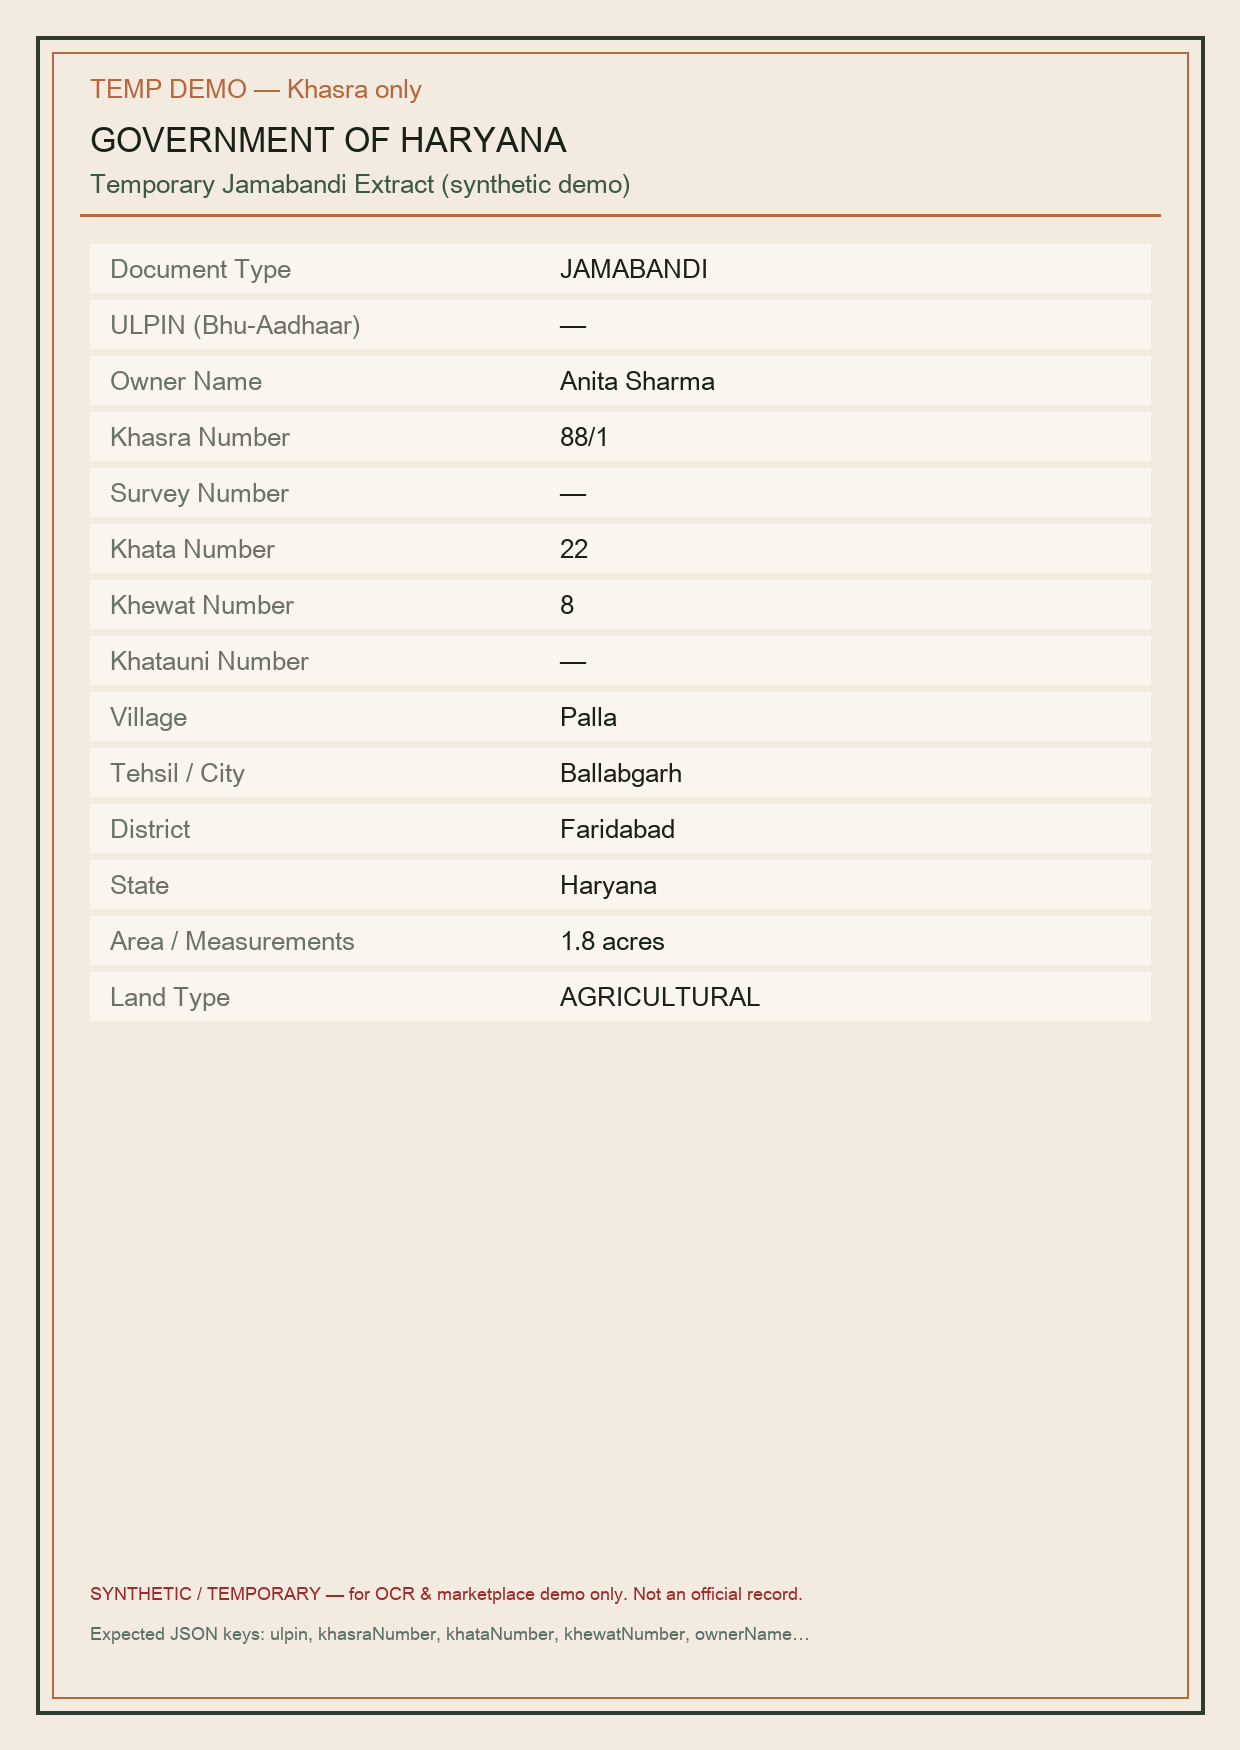 TEMP DEMO — Khasra only
GOVERNMENT OF HARYANA
Temporary Jamabandi Extract (synthetic demo)
Document Type JAMABANDI
ULPIN (Bhu-Aadhaar) —
Owner Name Anita Sharma
Khasra Number 88/1
Survey Number —
Khata Number 22
Khewat Number 8
Khatauni Number —
Village Palla
Tehsil / City Ballabgarh
District Faridabad
State Haryana
Area / Measurements 1.8 acres
Land Type AGRICULTURAL
SYNTHETIC / TEMPORARY — for OCR & marketplace demo only. Not an official record.
Expected JSON keys: ulpin, khasraNumber, khataNumber, khewatNumber, ownerName…